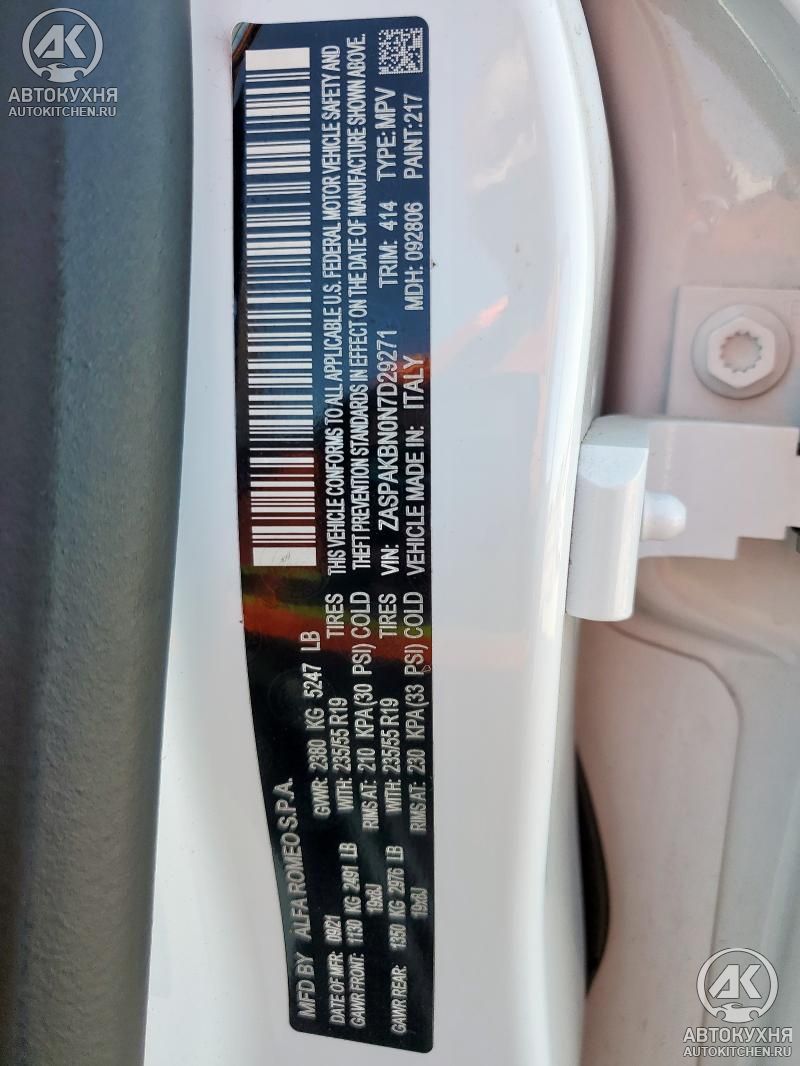 АК
АВТОКУХНЯ
AUTOKITCHEN.RU
MFD BY ALFA ROMEO S.P.A.
DATE OF MFR: 09/21 GVWR: 2380 KG 5247 LB
GAWR FRONT: 1130 KG 2491 LB WITH: 235/55 R19 TIRES
19x8J RIMS AT: 210 KPA(30 PSI) COLD
GAWR REAR: 1350 KG 2976 LB WITH: 235/55 R19 TIRES
19x8J RIMS AT: 230 KPA(33 PSI) COLD
THIS VEHICLE CONFORMS TO ALL APPLICABLE U.S. FEDERAL MOTOR VEHICLE SAFETY AND
THEFT PREVENTION STANDARDS IN EFFECT ON THE DATE OF MANUFACTURE SHOWN ABOVE.
VIN: ZASPAKBN0N7D29271 TRIM: 414 TYPE: MPV
VEHICLE MADE IN: ITALY MDH: 092806 PAINT: 217
АК
АВТОКУХНЯ
AUTOKITCHEN.RU